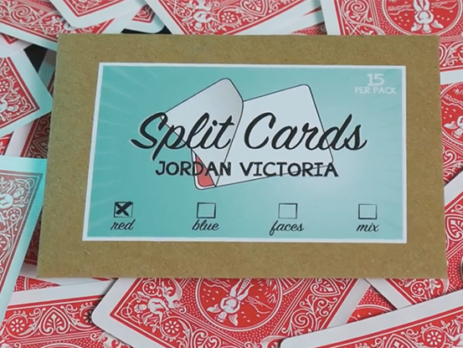 15
PER PACK
Split Cards
JORDAN VICTORIA
red
blue
faces
mix